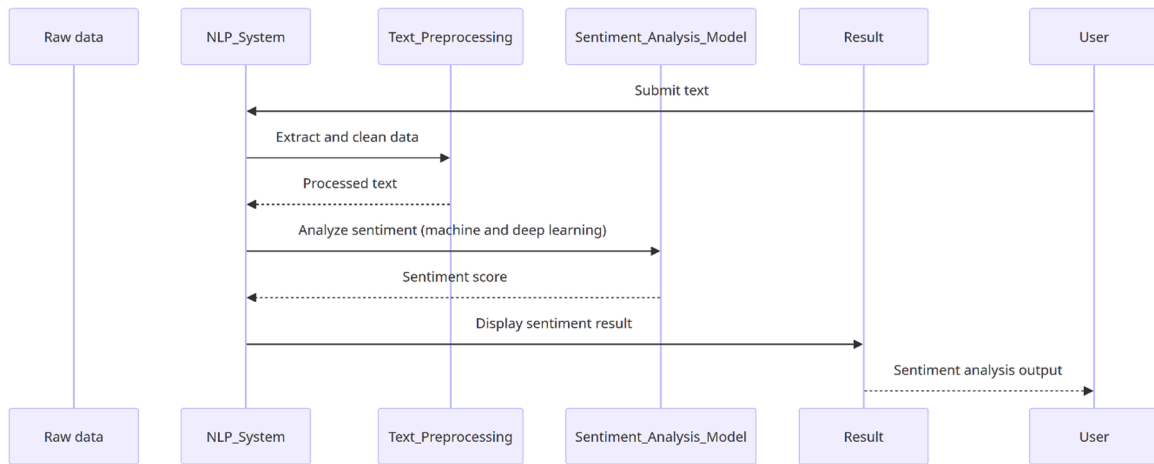 Raw data
NLP_System
Text_Preprocessing
Sentiment_Analysis_Model
Result
User
Submit text
Extract and clean data
Processed text
Analyze sentiment (machine and deep learning)
Sentiment score
Display sentiment result
Sentiment analysis output
Raw data
NLP_System
Text_Preprocessing
Sentiment_Analysis_Model
Result
User